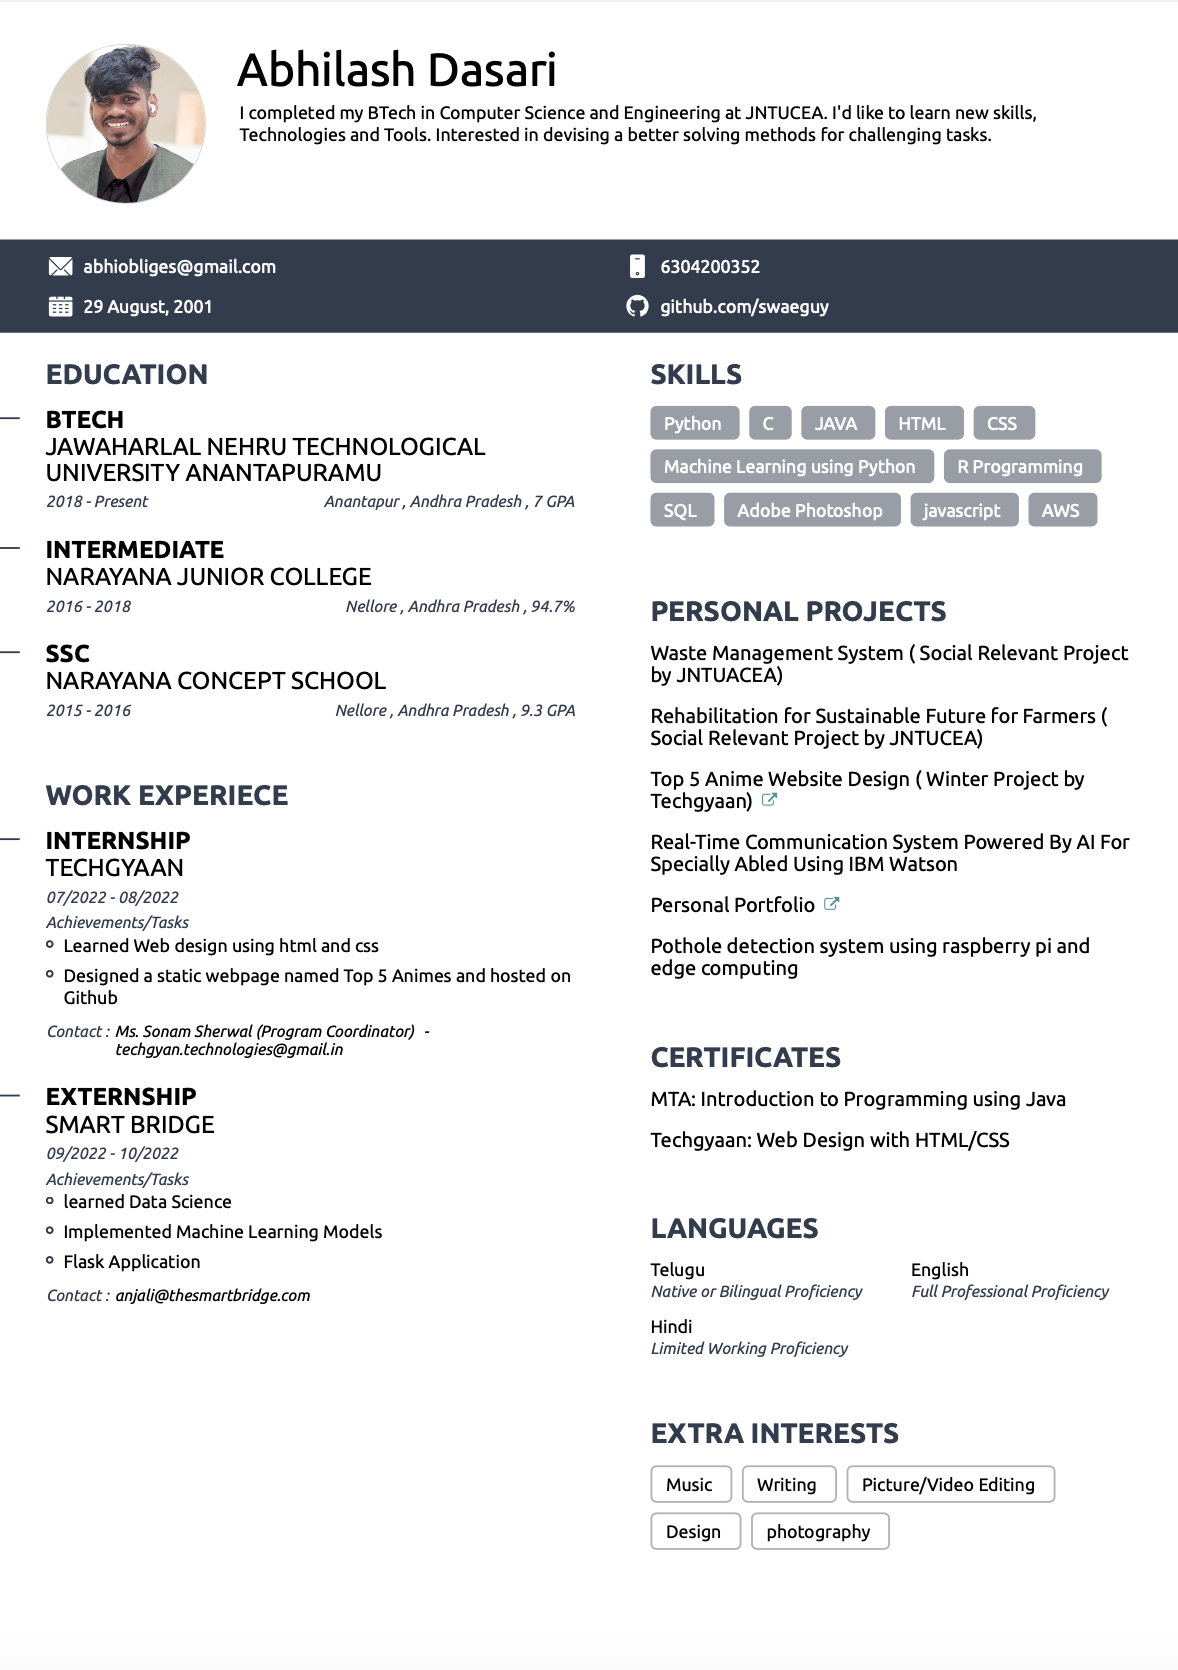 Abhilash Dasari
I completed my BTech in Computer Science and Engineering at JNTUCEA. I'd like to learn new skills,
Technologies and Tools. Interested in devising a better solving methods for challenging tasks.
abhiobliges@gmail.com
6304200352
29 August, 2001
github.com/swaeguy
EDUCATION
BTECH
JAWAHARLAL NEHRU TECHNOLOGICAL
UNIVERSITY ANANTAPURAMU
2018 - Present
Anantapur , Andhra Pradesh , 7 GPA
INTERMEDIATE
NARAYANA JUNIOR COLLEGE
2016 - 2018
Nellore , Andhra Pradesh , 94.7%
SSC
NARAYANA CONCEPT SCHOOL
2015 - 2016
Nellore , Andhra Pradesh , 9.3 GPA
WORK EXPERIECE
INTERNSHIP
TECHGYAAN
07/2022 - 08/2022
Achievements/Tasks
Learned Web design using html and css
Designed a static webpage named Top 5 Animes and hosted on
Github
Contact : Ms. Sonam Sherwal (Program Coordinator) -
techgyan.technologies@gmail.in
EXTERNSHIP
SMART BRIDGE
09/2022 - 10/2022
Achievements/Tasks
learned Data Science
Implemented Machine Learning Models
Flask Application
Contact : anjali@thesmartbridge.com
SKILLS
Python C JAVA HTML CSS
Machine Learning using Python R Programming
SQL Adobe Photoshop javascript AWS
PERSONAL PROJECTS
Waste Management System ( Social Relevant Project
by JNTUACEA)
Rehabilitation for Sustainable Future for Farmers (
Social Relevant Project by JNTUCEA)
Top 5 Anime Website Design ( Winter Project by
Techgyaan)
Real-Time Communication System Powered By AI For
Specially Abled Using IBM Watson
Personal Portfolio
Pothole detection system using raspberry pi and
edge computing
CERTIFICATES
MTA: Introduction to Programming using Java
Techgyaan: Web Design with HTML/CSS
LANGUAGES
Telugu
Native or Bilingual Proficiency
English
Full Professional Proficiency
Hindi
Limited Working Proficiency
EXTRA INTERESTS
Music Writing Picture/Video Editing
Design photography